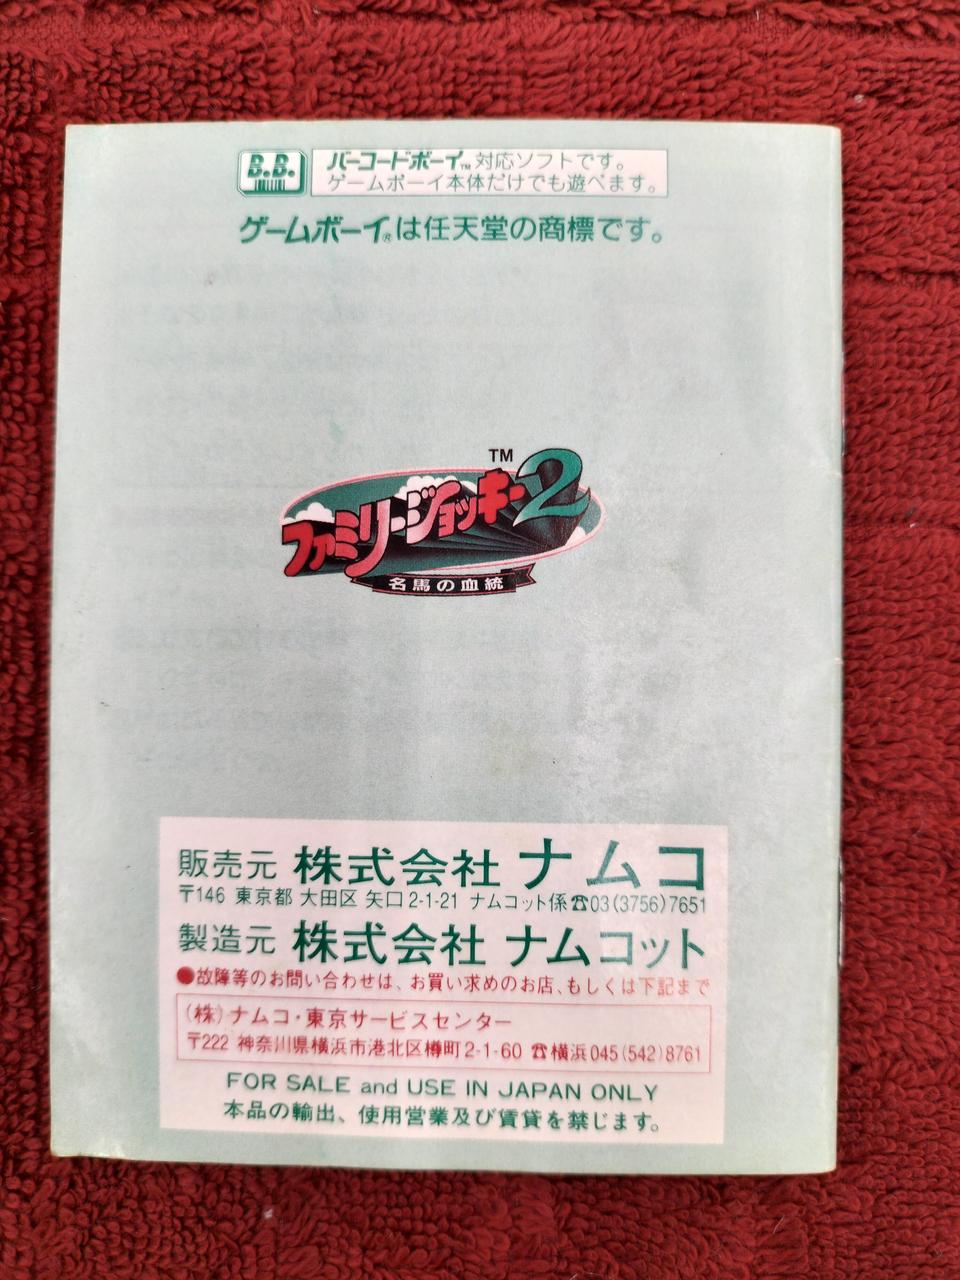 B.B.
バーコードボーイ™対応ソフトです。
ゲームボーイ本体だけでも遊べます。
ゲームボーイ®は任天堂の商標です。
TM
ファミリージョッキー2
名馬の血統
販売元 株式会社 ナムコ
〒146 東京都 大田区 矢口2-1-21 ナムコット係☎03(3756)7651
製造元 株式会社 ナムコット
●故障等のお問い合わせは、お買い求めのお店、もしくは下記まで
(株)ナムコ・東京サービスセンター
〒222 神奈川県横浜市港北区樽町2-1-60 ☎横浜045(542)8761
FOR SALE and USE IN JAPAN ONLY
本品の輸出、使用営業及び賃貸を禁じます。